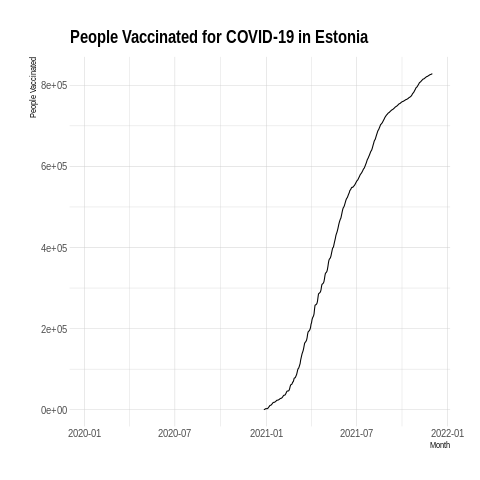 People Vaccinated for COVID-19 in Estonia
People Vaccinated
8e+05
6e+05
4e+05
2e+05
0e+00
2020-01 2020-07 2021-01 2021-07 2022-01
Month